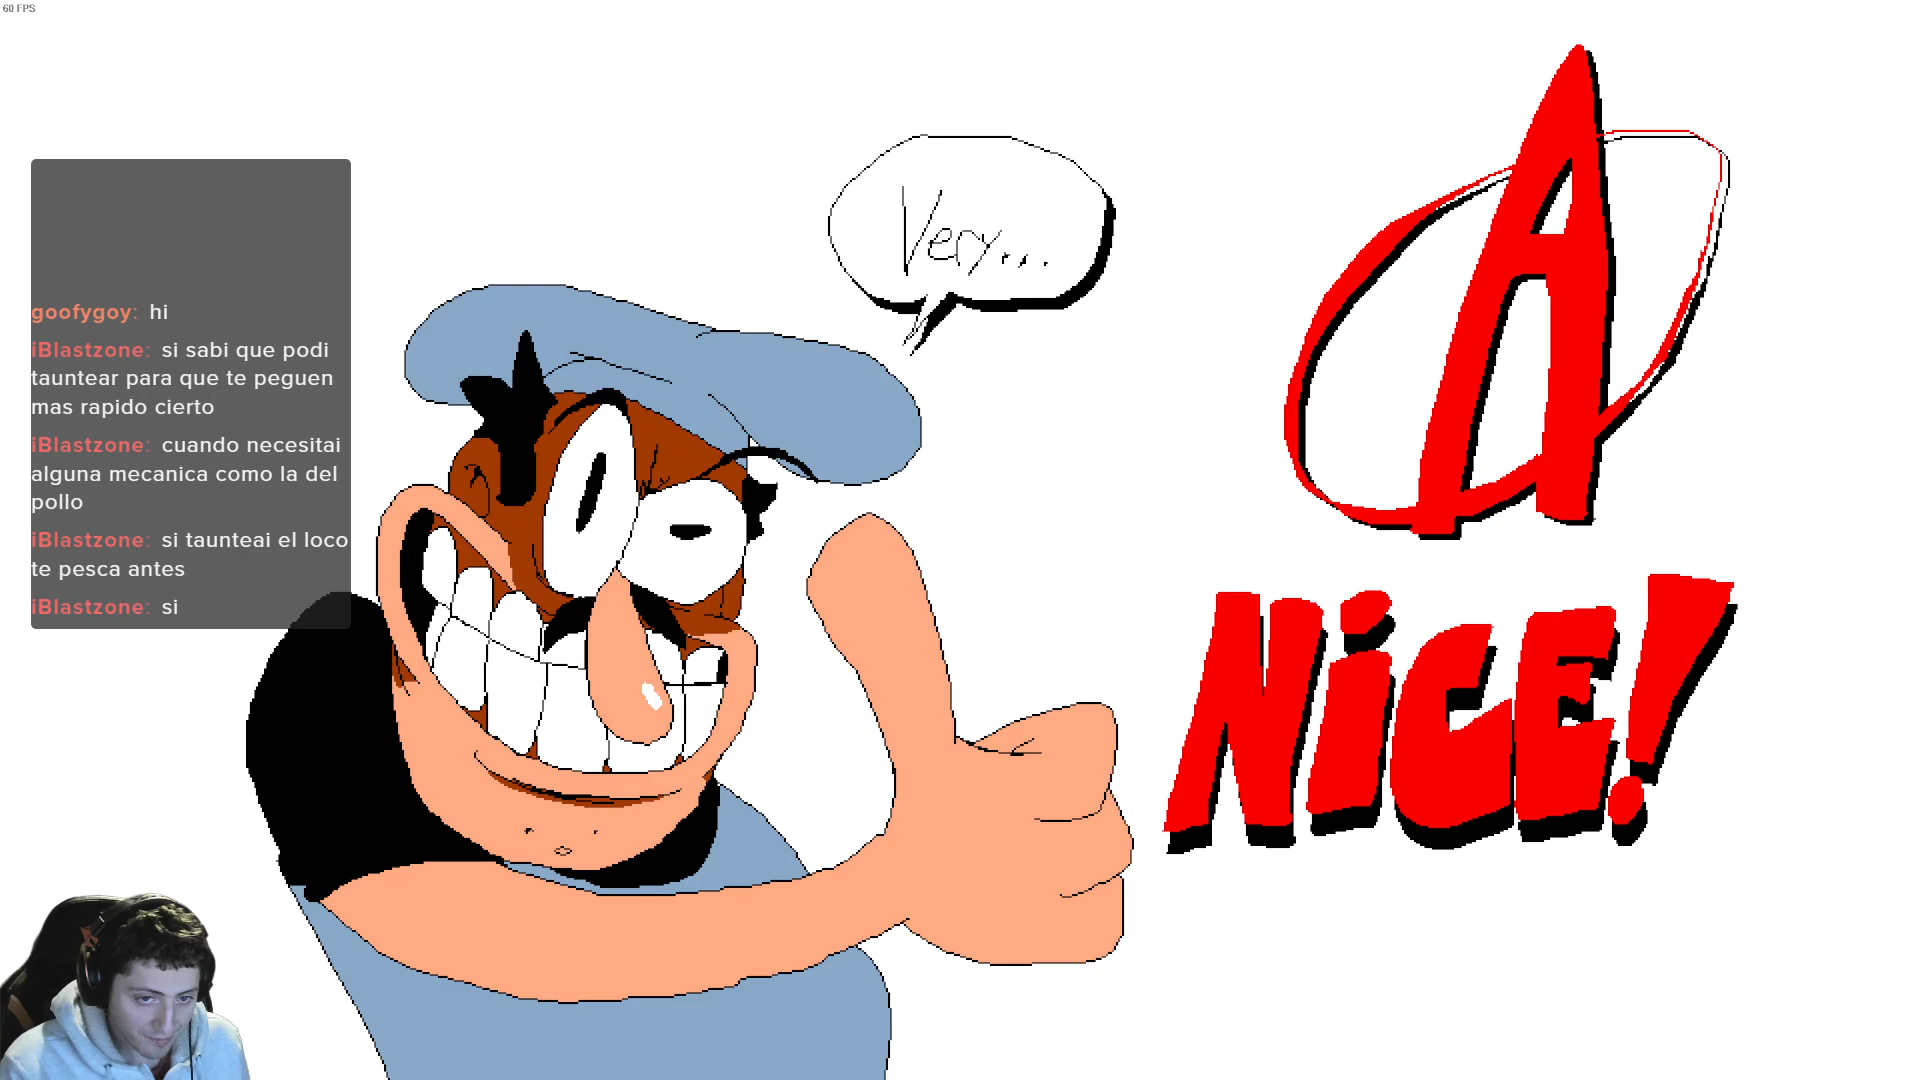 60 FPS
Very...
A
NiCE!
goofygoy: hi
iBlastzone: si sabi que podi
tauntear para que te peguen
mas rapido cierto
iBlastzone: cuando necesitai
alguna mecanica como la del
pollo
iBlastzone: si taunteai el loco
te pesca antes
iBlastzone: si